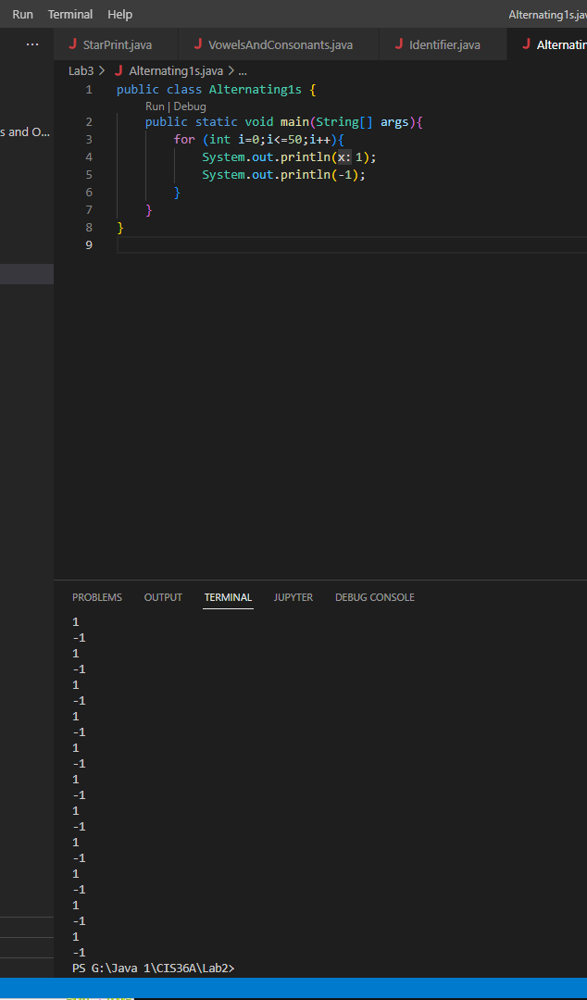 Run Terminal Help Alternating1s.jav
... StarPrint.java VowelsAndConsonants.java Identifier.java Alternatin
Lab3 > Alternating1s.java > ...
1 public class Alternating1s {
Run | Debug
2 public static void main(String[] args){
s and O...
3 for (int i=0;i<=50;i++){
4 System.out.println(x:1);
5 System.out.println(-1);
6 }
7 }
8 }
9
PROBLEMS OUTPUT TERMINAL JUPYTER DEBUG CONSOLE
1
-1
1
-1
1
-1
1
-1
1
-1
1
-1
1
-1
1
-1
1
-1
1
-1
1
-1
PS G:\Java 1\CIS36A\Lab2>